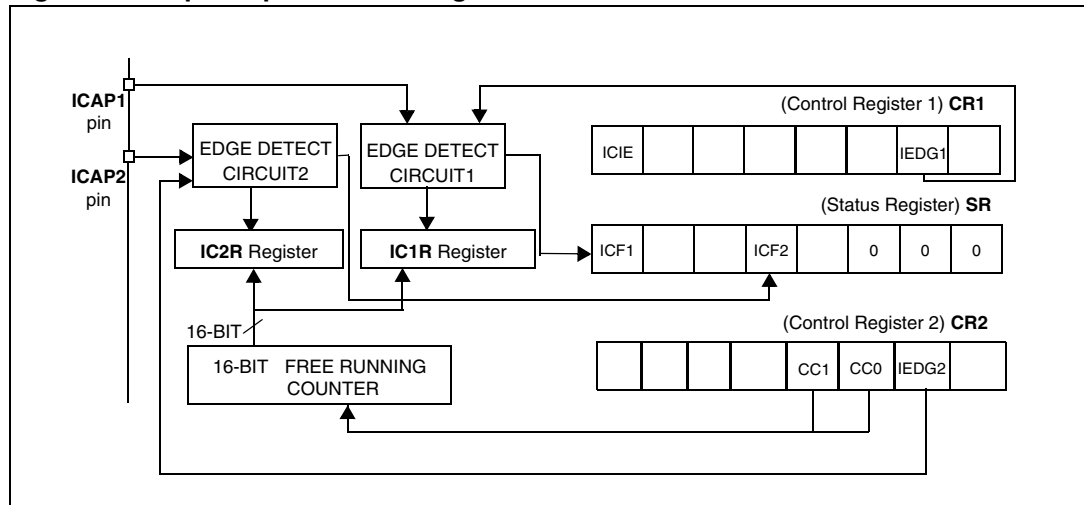 ICAP1
pin
ICAP2
pin
EDGE DETECT
CIRCUIT2
EDGE DETECT
CIRCUIT1
IC2R Register
IC1R Register
16-BIT
16-BIT FREE RUNNING
COUNTER
(Control Register 1) CR1
ICIE IEDG1
(Status Register) SR
ICF1 ICF2 0 0 0
(Control Register 2) CR2
CC1 CC0 IEDG2